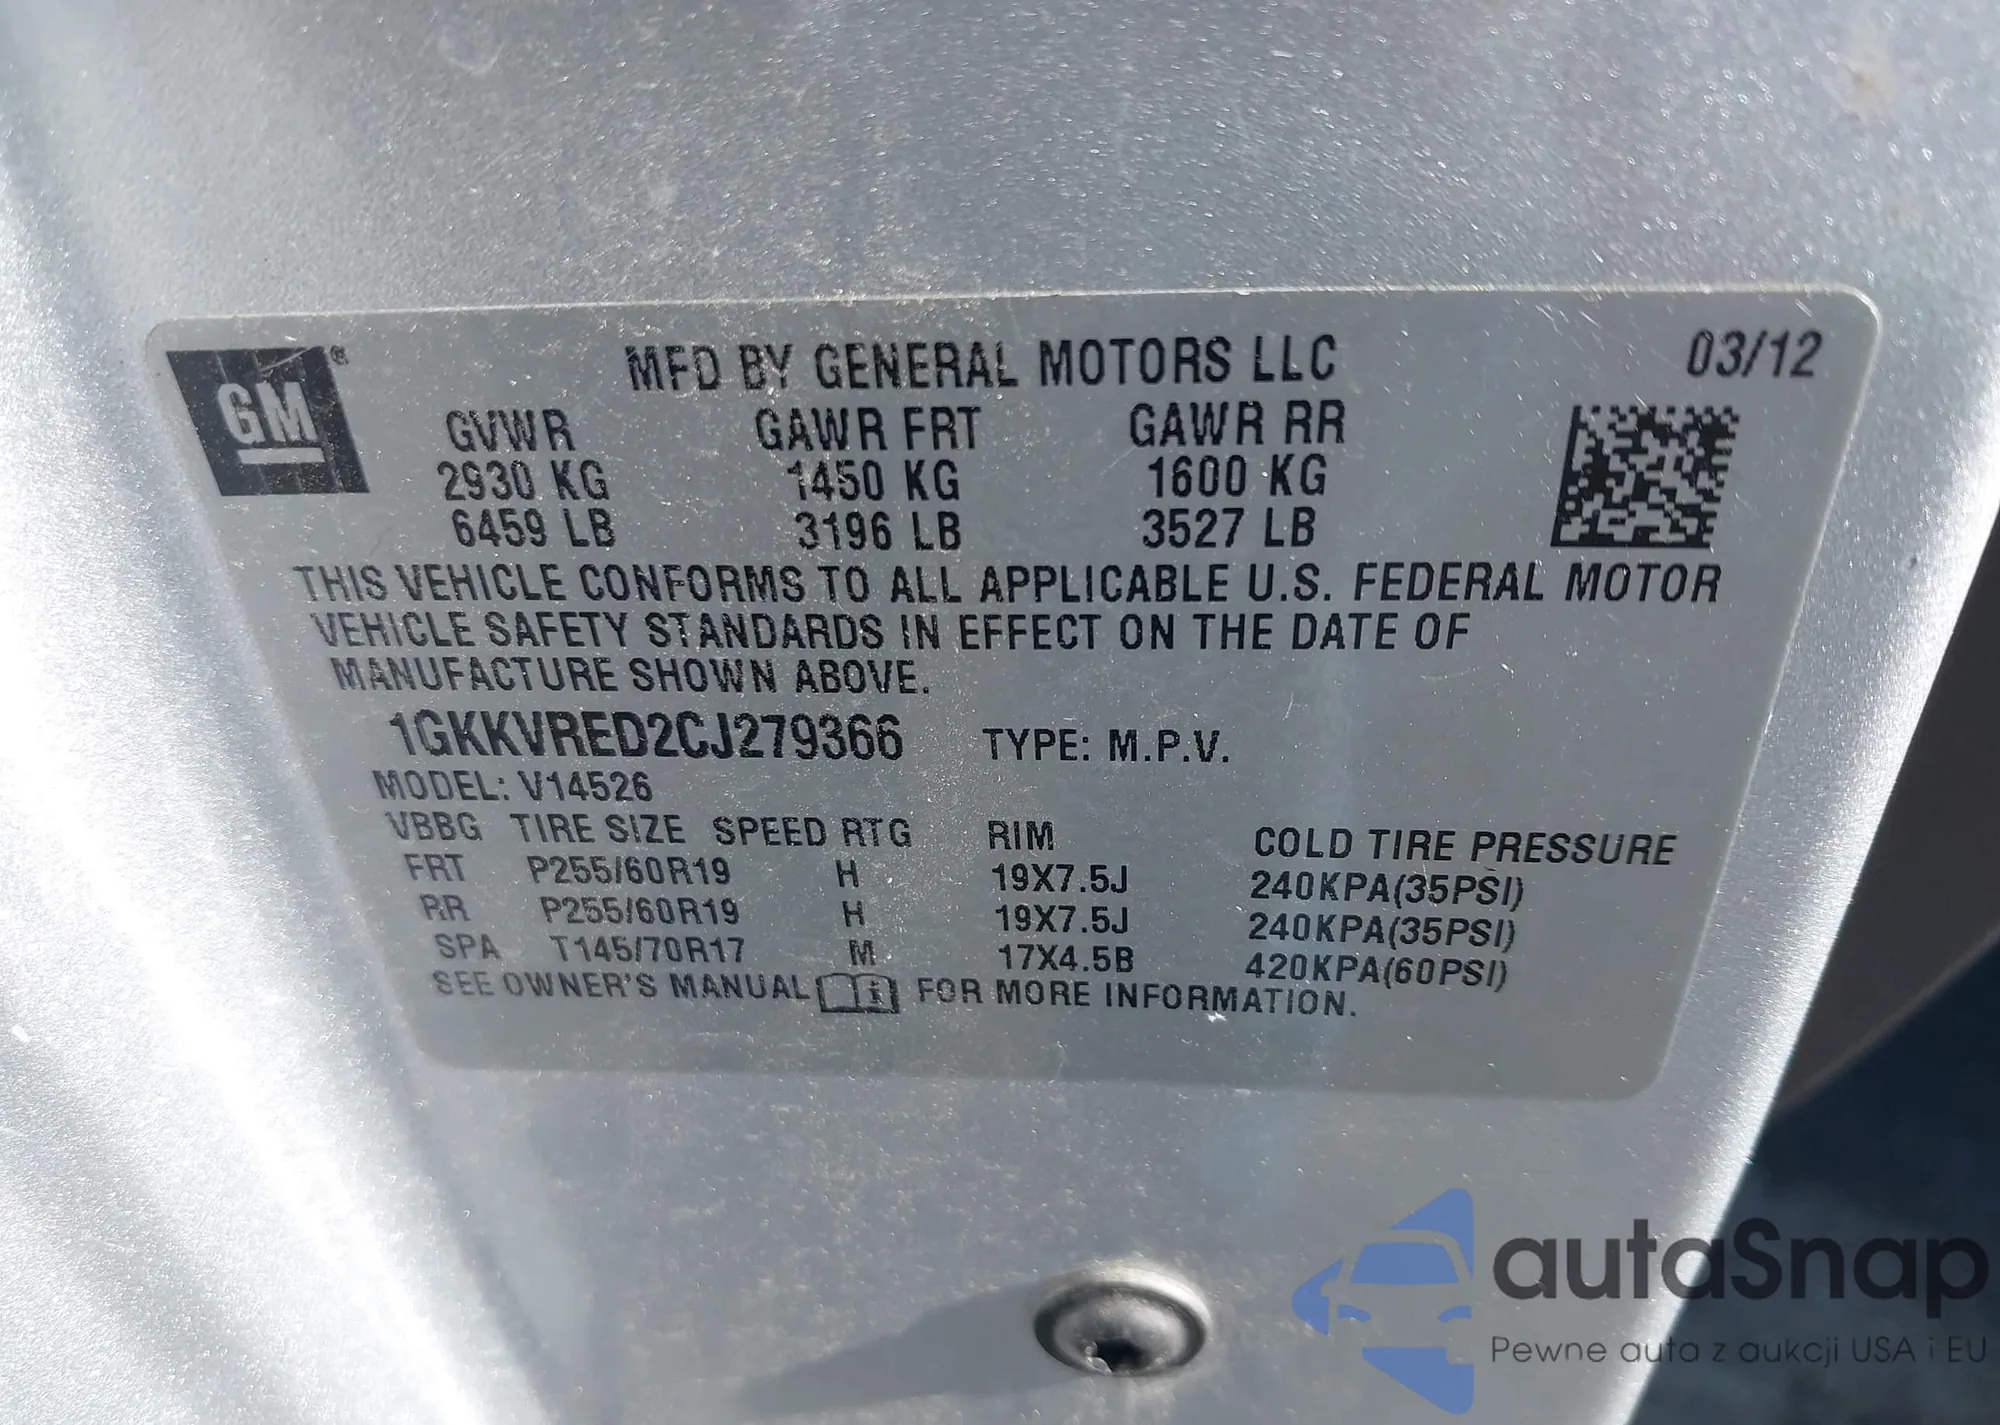 GM ®
MFD BY GENERAL MOTORS LLC 03/12
GVWR GAWR FRT GAWR RR
2930 KG 1450 KG 1600 KG
6459 LB 3196 LB 3527 LB
THIS VEHICLE CONFORMS TO ALL APPLICABLE U.S. FEDERAL MOTOR
VEHICLE SAFETY STANDARDS IN EFFECT ON THE DATE OF
MANUFACTURE SHOWN ABOVE.
1GKKVRED2CJ279366 TYPE: M.P.V.
MODEL: V14526
VBBG TIRE SIZE SPEED RTG RIM COLD TIRE PRESSURE
FRT P255/60R19 H 19X7.5J 240KPA(35PSI)
RR P255/60R19 H 19X7.5J 240KPA(35PSI)
SPA T145/70R17 M 17X4.5B 420KPA(60PSI)
SEE OWNER'S MANUAL i FOR MORE INFORMATION.
autaSnap
Pewne auta z aukcji USA i EU